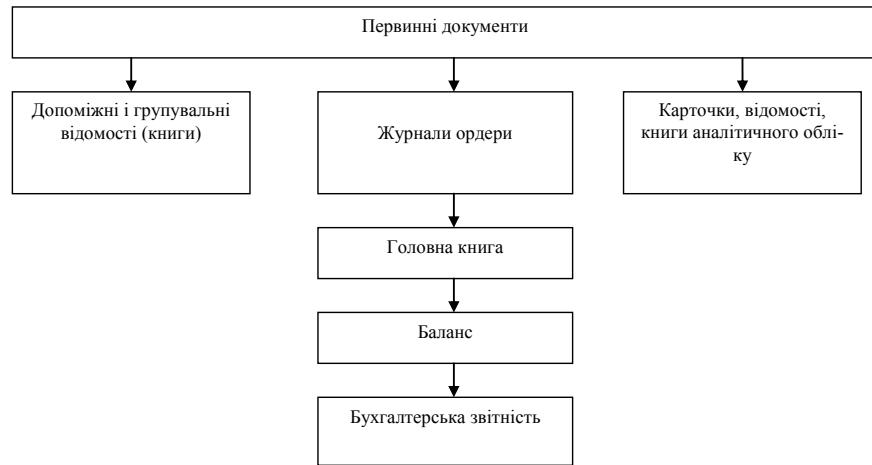 Первинні документи
Допоміжні і групувальні
відомості (книги)
Журнали ордери
Карточки, відомості,
книги аналітичного облі-
ку
Головна книга
Баланс
Бухгалтерська звітність